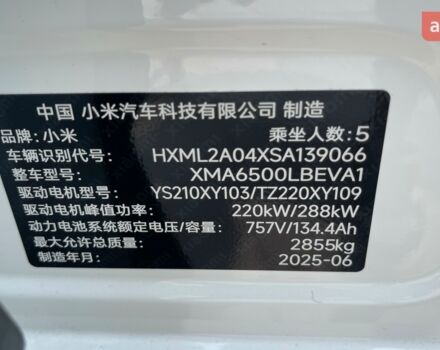 a
中国 小米汽车科技有限公司 制造
品牌: 小米 乘坐人数: 5
车辆识别代号: HXML2A04XSA139066
整车型号: XMA6500LBEVA1
驱动电机型号: YS210XY103/TZ220XY109
驱动电机峰值功率: 220kW/288kW
动力电池系统额定电压/容量: 757V/134.4Ah
最大允许总质量: 2855kg
制造年月: 2025-06